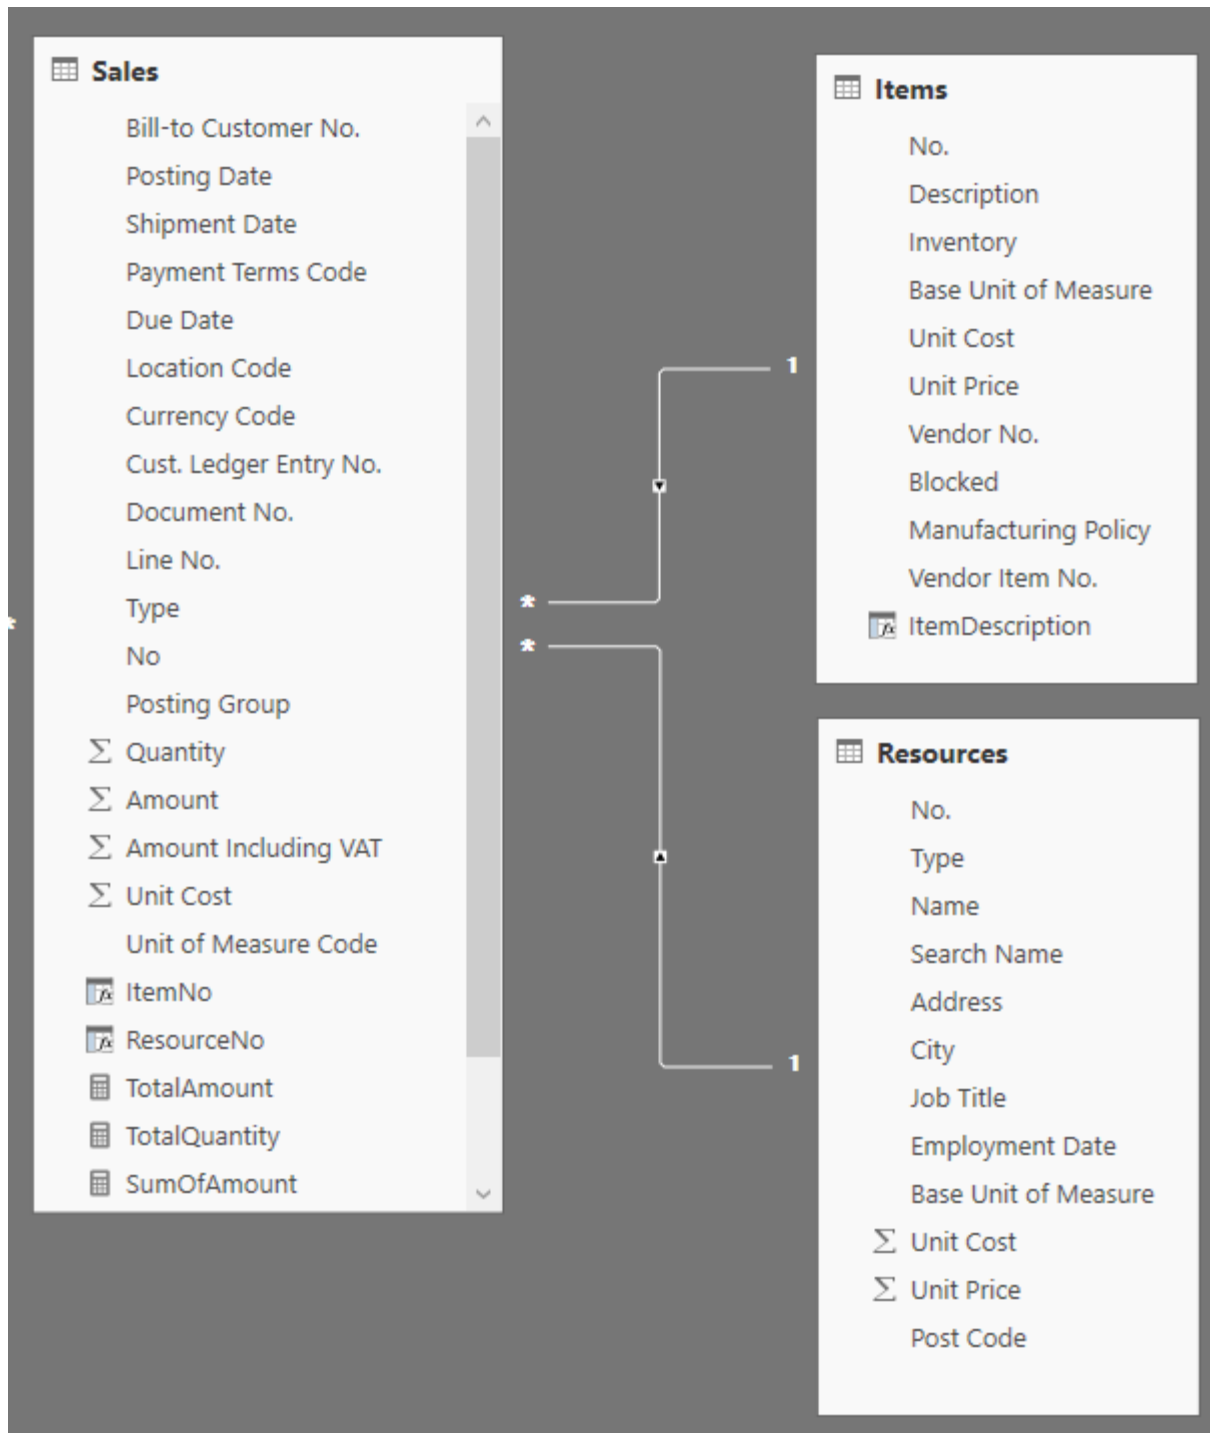 Sales
Bill-to Customer No.
Posting Date
Shipment Date
Payment Terms Code
Due Date
Location Code
Currency Code
Cust. Ledger Entry No.
Document No.
Line No.
Type
No
Posting Group
Quantity
Amount
Amount Including VAT
Unit Cost
Unit of Measure Code
ItemNo
ResourceNo
TotalAmount
TotalQuantity
SumOfAmount
*
*
*
1
1
Items
No.
Description
Inventory
Base Unit of Measure
Unit Cost
Unit Price
Vendor No.
Blocked
Manufacturing Policy
Vendor Item No.
ItemDescription
Resources
No.
Type
Name
Search Name
Address
City
Job Title
Employment Date
Base Unit of Measure
Unit Cost
Unit Price
Post Code